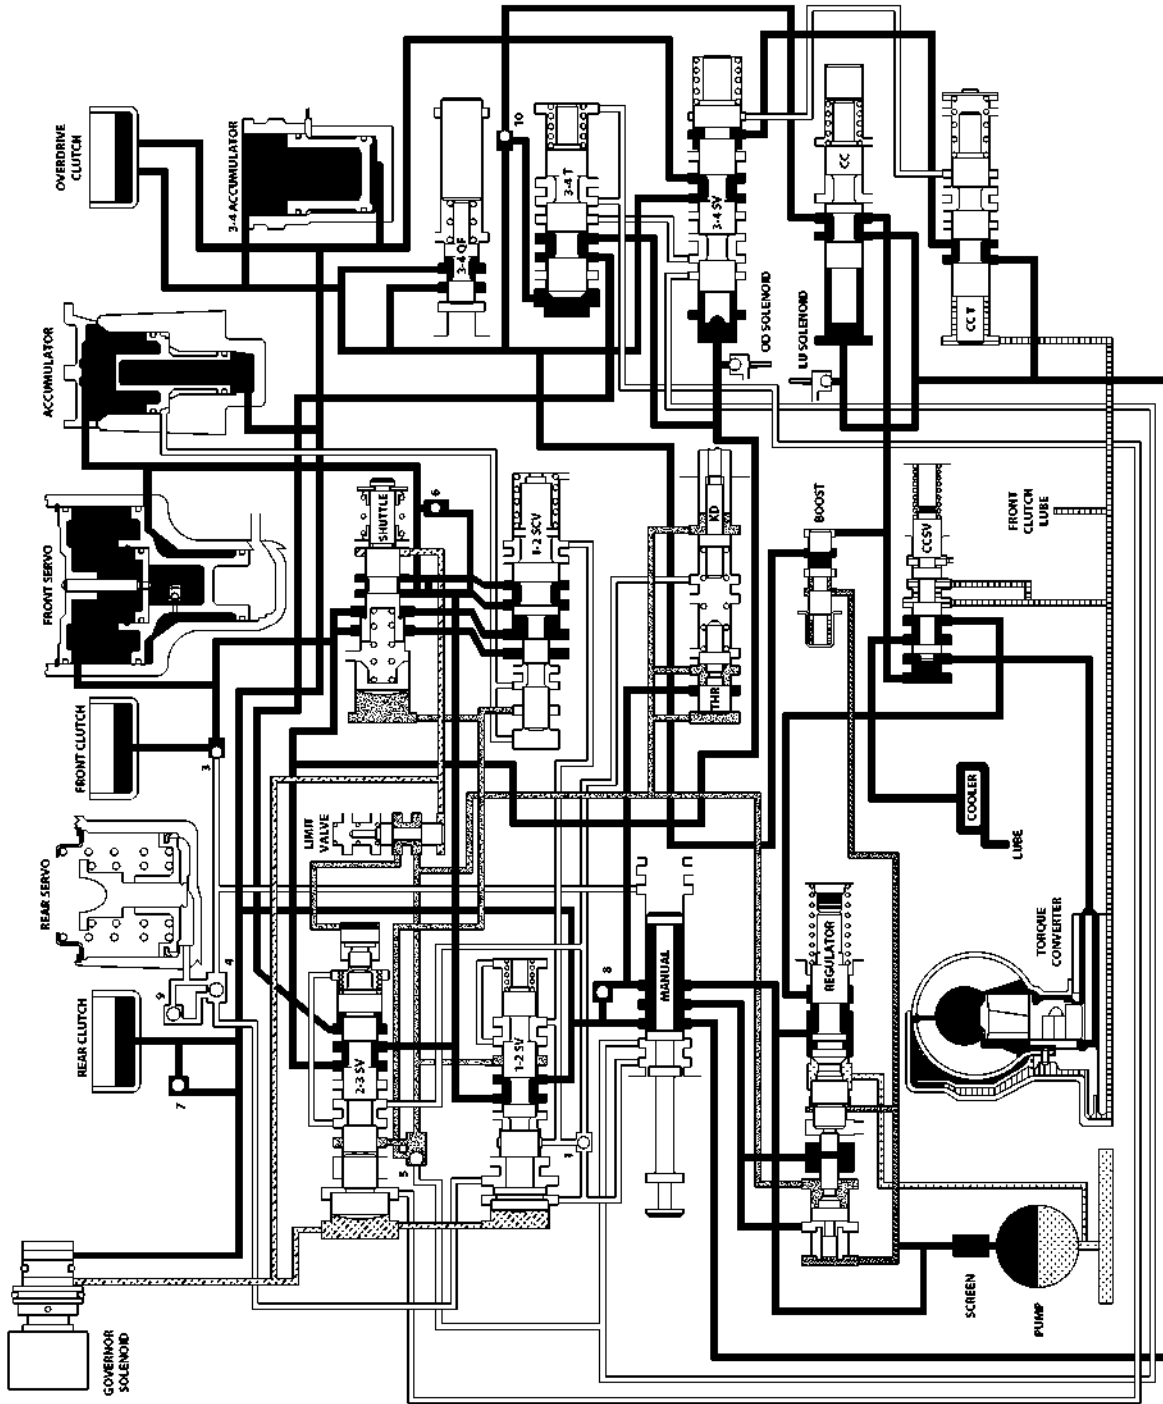 OVERDRIVE
CLUTCH
3-4 ACCUMULATOR
3-4 QF
10
3-4 T
3-4 SV
CC
CC T
OD SOLENOID
LU SOLENOID
ACCUMULATOR
FRONT SERVO
SHUTTLE
6
1-2 SCV
KD
THR
BOOST
CCSV
FRONT
CLUTCH
LUBE
FRONT CLUTCH
3
REAR SERVO
LIMIT
VALVE
COOLER
LUBE
REAR CLUTCH
9
4
7
2-3 SV
1-2 SV
5
8
MANUAL
REGULATOR
TORQUE
CONVERTER
GOVERNOR
SOLENOID
SCREEN
PUMP